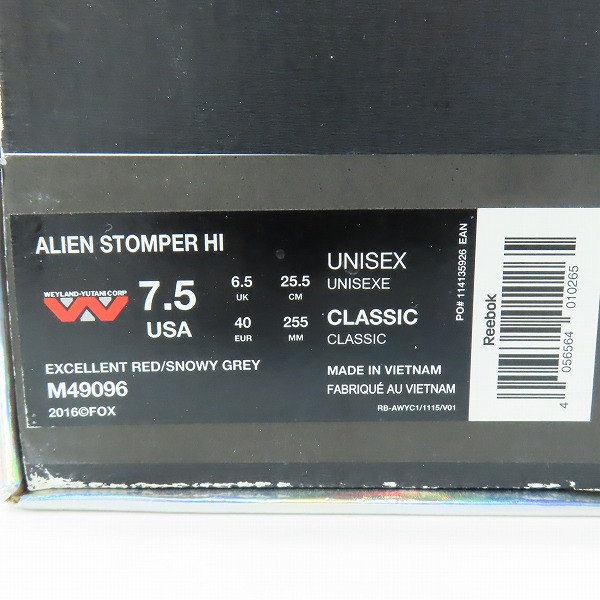 ALIEN STOMPER HI
WEYLAND-YUTANI CORP
7.5
USA
6.5
UK
25.5
CM
40
EUR
255
MM
EXCELLENT RED/SNOWY GREY
M49096
2016©FOX
UNISEX
UNISEXE
CLASSIC
CLASSIC
MADE IN VIETNAM
FABRIQUÉ AU VIETNAM
RB-AWYC1/1115/V01
PO# 114135926 EAN
Reebok
4 056564 010265